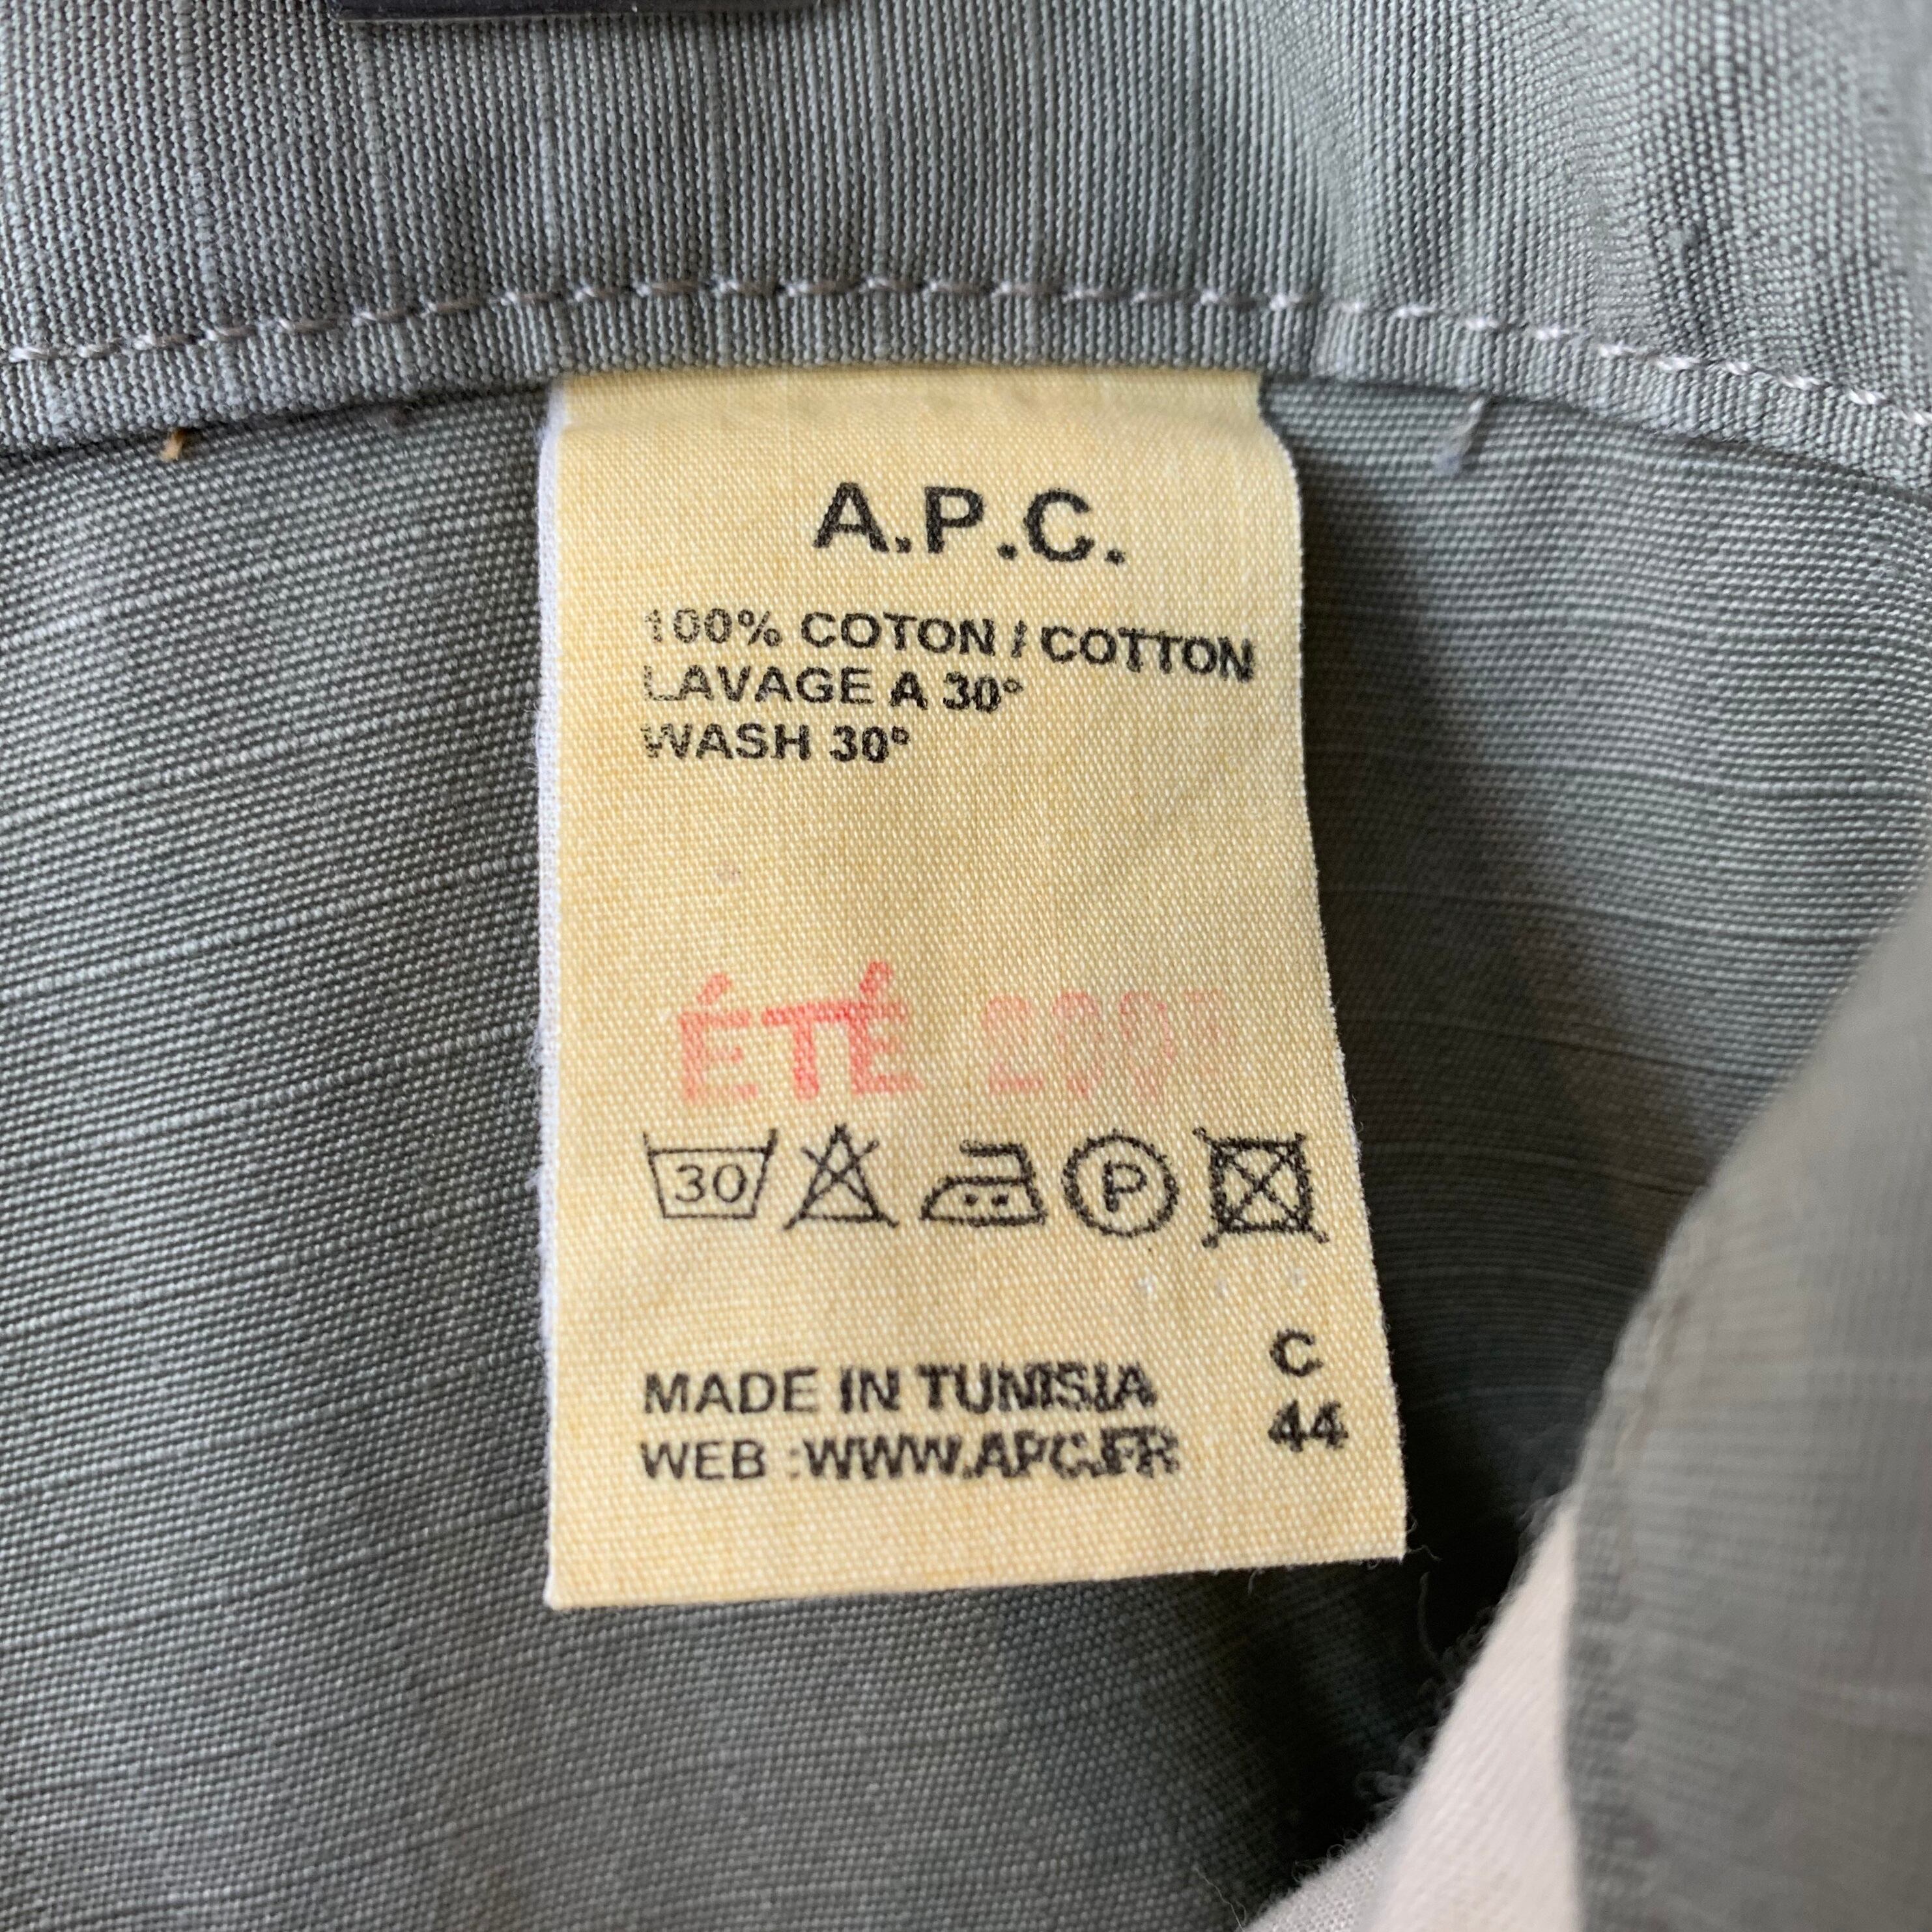 A.P.C.
100% COTON / COTTON
LAVAGE A 30°
WASH 30°
ÉTÉ
30 P
C
MADE IN TUNISIA
44
WEB :WWW.APC.FR